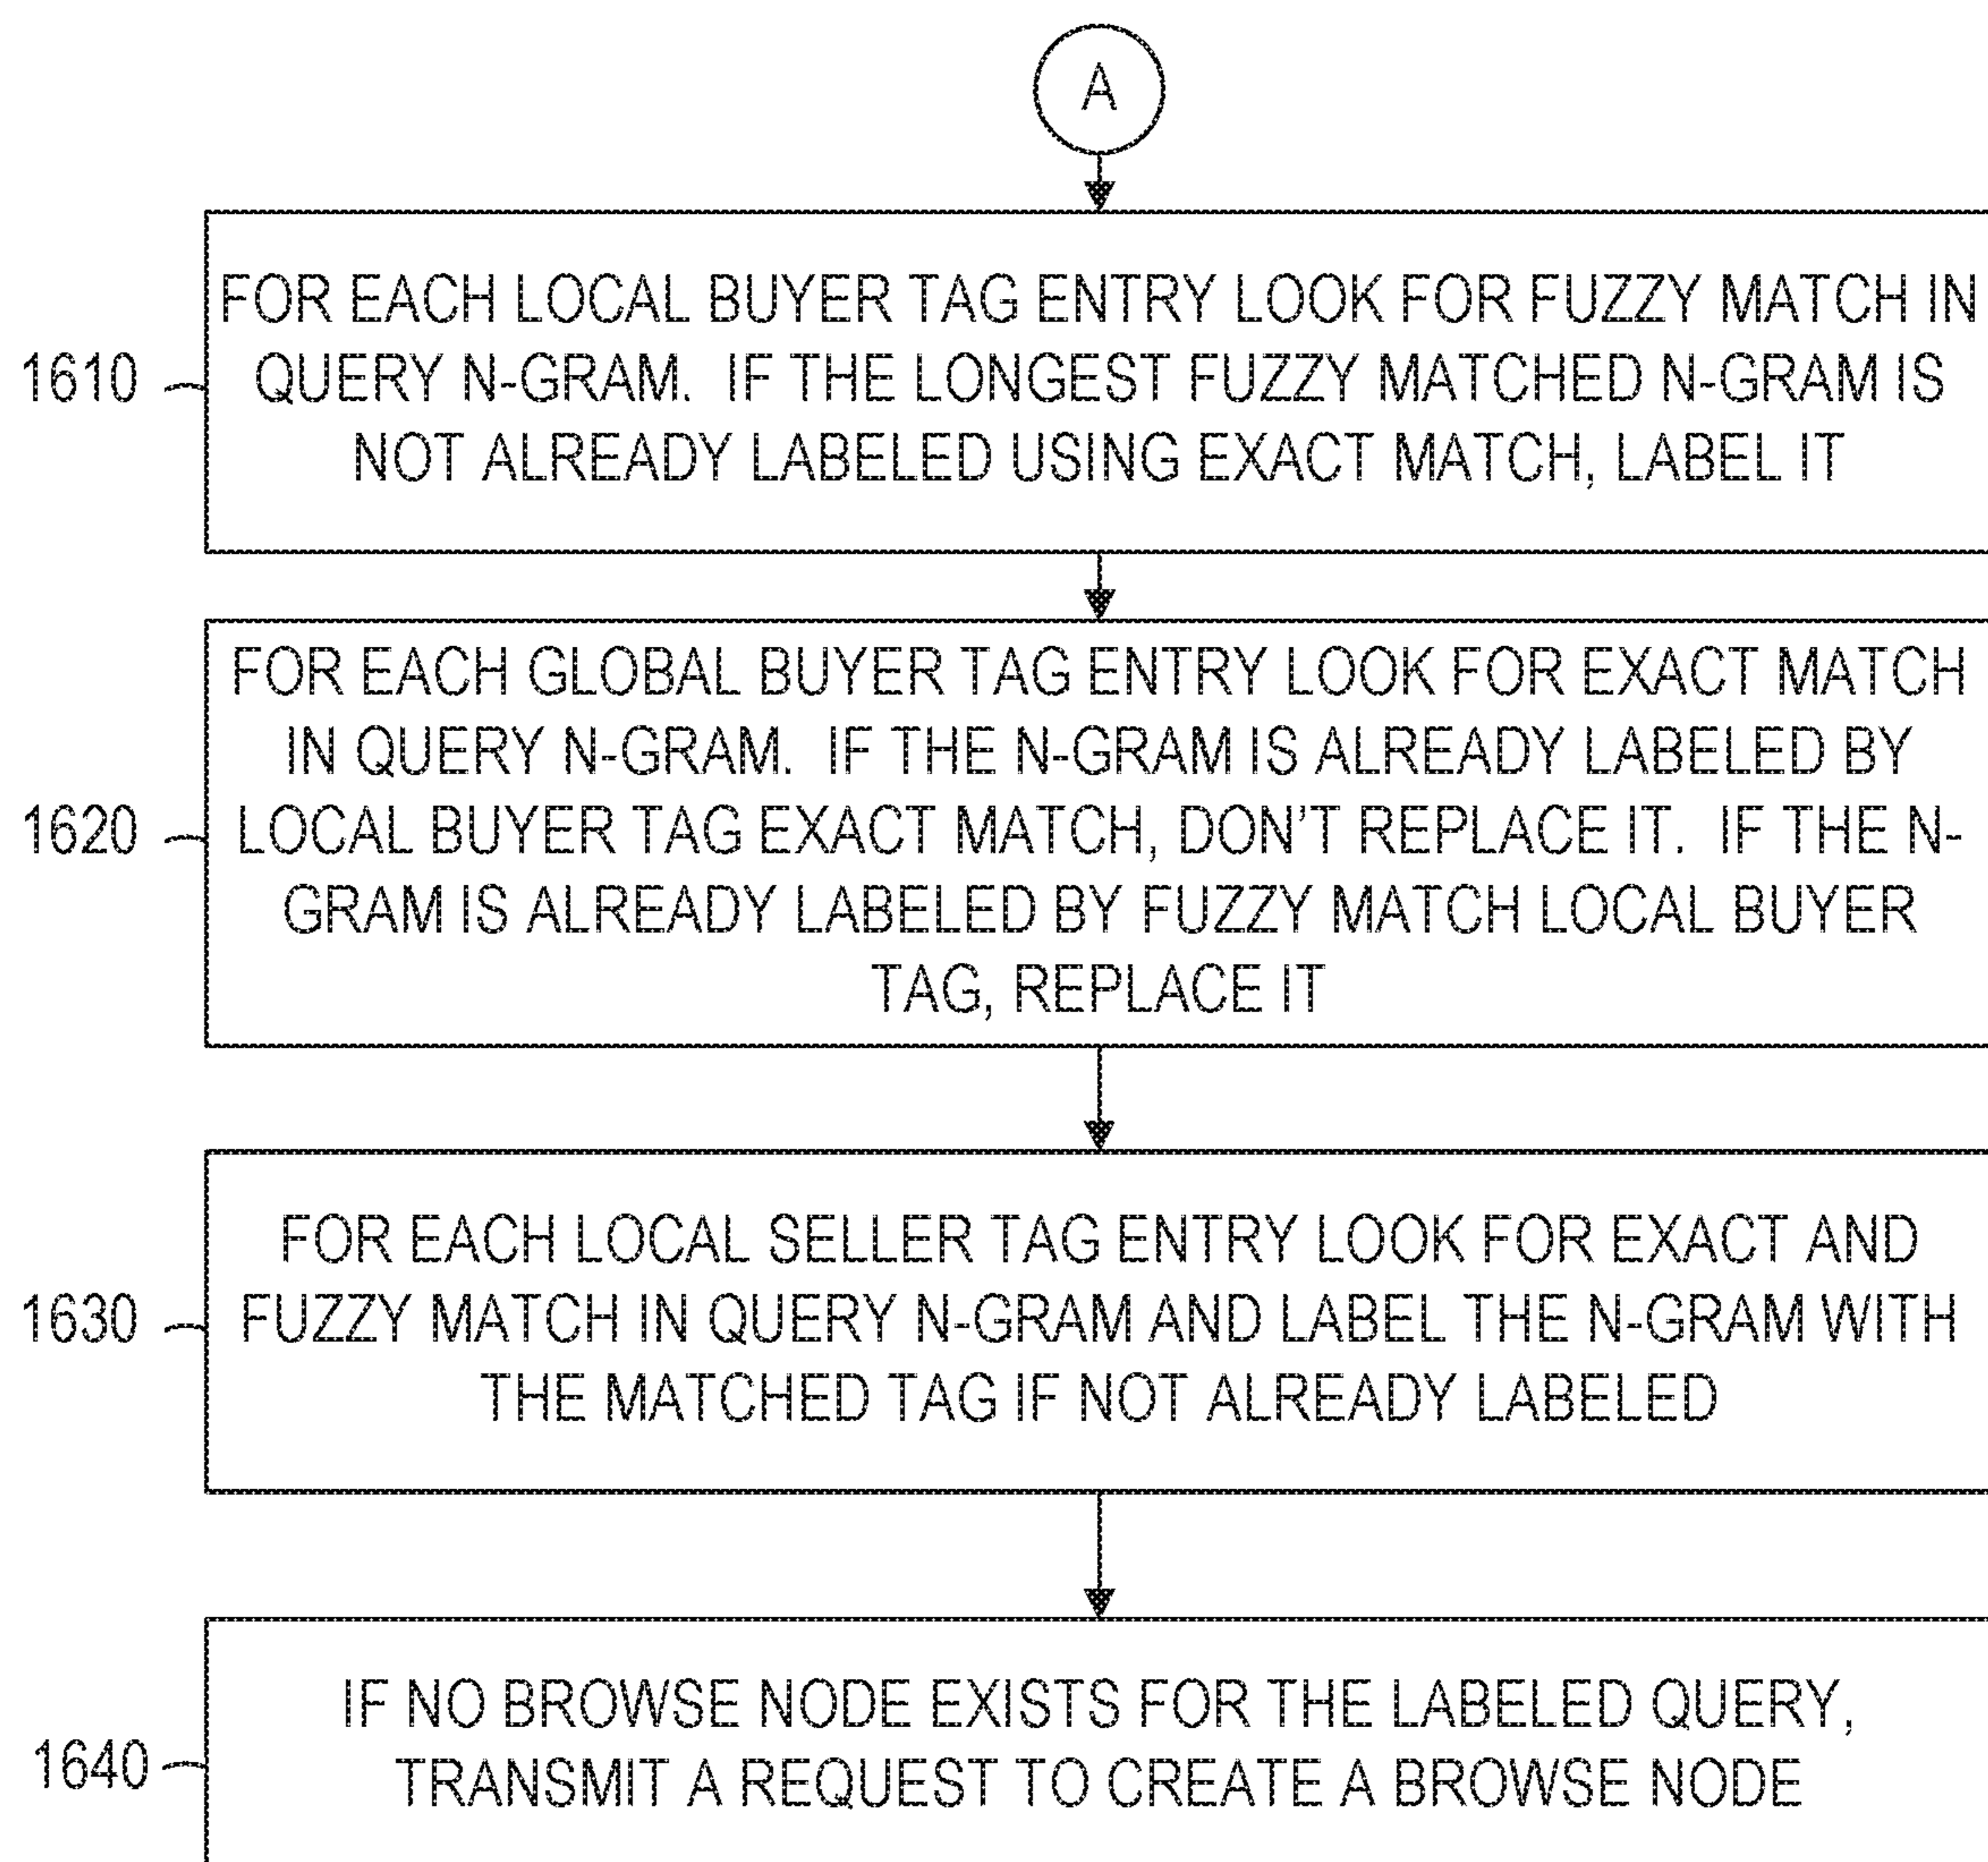 A
FOR EACH LOCAL BUYER TAG ENTRY LOOK FOR FUZZY MATCH IN
1610
QUERY N-GRAM. IF THE LONGEST FUZZY MATCHED N-GRAM IS
NOT ALREADY LABELED USING EXACT MATCH, LABEL IT
FOR EACH GLOBAL BUYER TAG ENTRY LOOK FOR EXACT MATCH
IN QUERY N-GRAM. IF THE N-GRAM IS ALREADY LABELED BY
1620
LOCAL BUYER TAG EXACT MATCH, DON'T REPLACE IT. IF THE N-
GRAM IS ALREADY LABELED BY FUZZY MATCH LOCAL BUYER
TAG, REPLACE IT
FOR EACH LOCAL SELLER TAG ENTRY LOOK FOR EXACT AND
1630
FUZZY MATCH IN QUERY N-GRAM AND LABEL THE N-GRAM WITH
THE MATCHED TAG IF NOT ALREADY LABELED
IF NO BROWSE NODE EXISTS FOR THE LABELED QUERY,
1640
TRANSMIT A REQUEST TO CREATE A BROWSE NODE